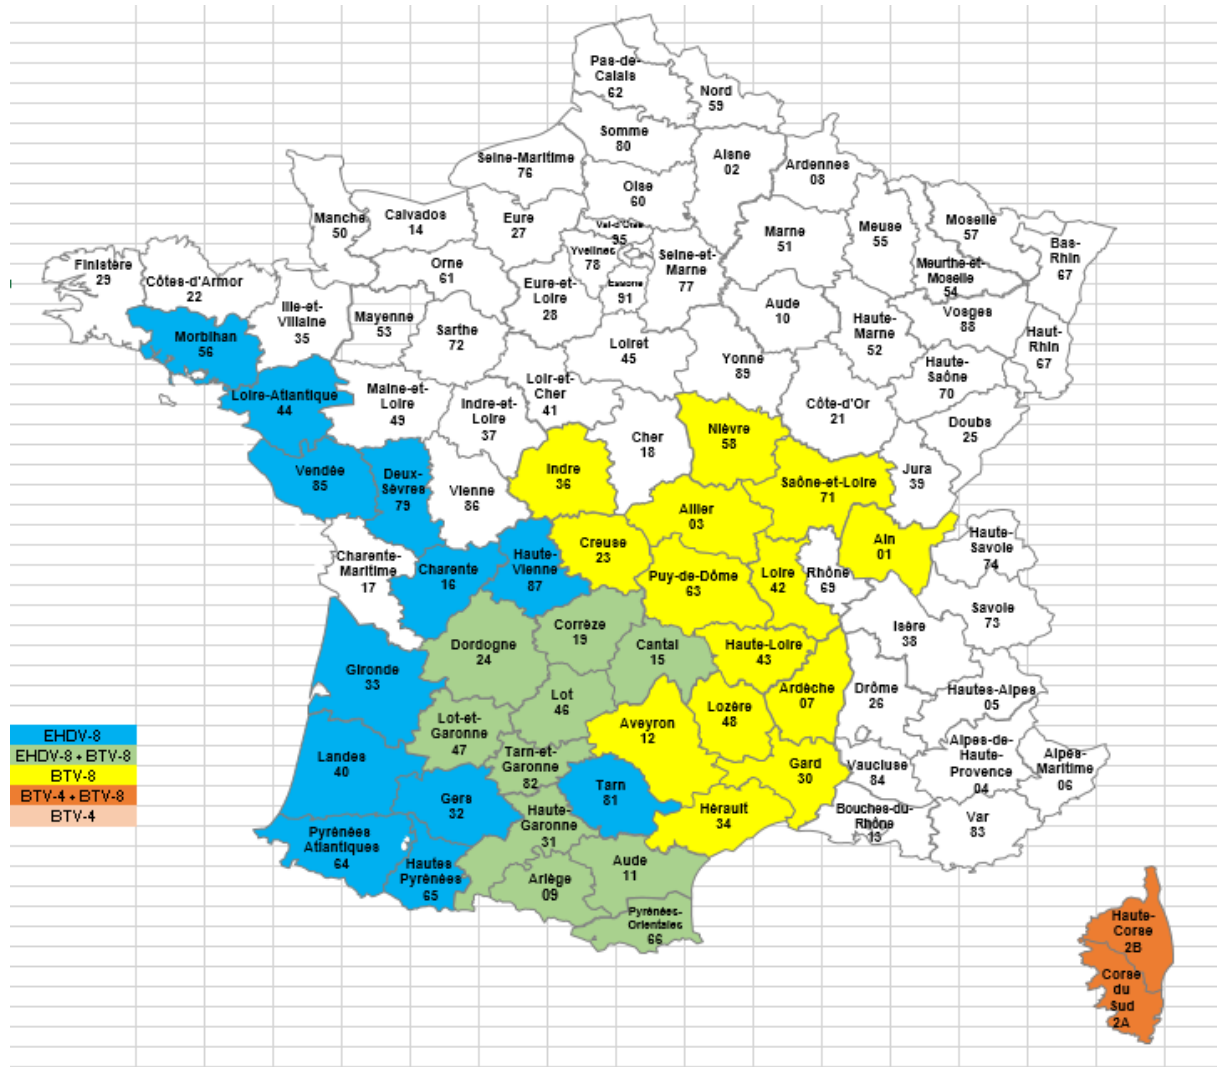 Pas-de-
Calais
62
Nord
59
Somme
80
Seine-Maritime
76
Aisne
02
Ardennes
08
Oise
60
Manche
50
Calvados
14
Eure
27
Val-d'Oise
95
Yvelines
78
Essonne
91
Seine-et-
Marne
77
Marne
51
Meuse
55
Moselle
57
Meurthe-et-
Moselle
54
Bas-
Rhin
67
Finistère
29
Côtes-d'Armor
22
Ille-et-
Villaine
35
Orne
61
Eure-et-
Loire
28
Aude
10
Haute-
Marne
52
Vosges
88
Haut-
Rhin
67
Morbihan
56
Mayenne
53
Sarthe
72
Loiret
45
Yonne
89
Haute-
Saône
70
Loire-Atlantique
44
Maine-et-
Loire
49
Indre-et-
Loire
37
Loir-et-
Cher
41
Cher
18
Nièvre
58
Côte-d'Or
21
Doubs
25
Vendée
85
Deux-
Sèvres
79
Vienne
86
Indre
36
Allier
03
Saône-et-Loire
71
Jura
39
Charente-
Maritime
17
Charente
16
Haute-
Vienne
87
Creuse
23
Puy-de-Dôme
63
Loire
42
Rhône
69
Ain
01
Haute-
Savoie
74
Savoie
73
Isère
38
Gironde
33
Dordogne
24
Corrèze
19
Cantal
15
Haute-Loire
43
Ardèche
07
Drôme
26
Hautes-Alpes
05
Lot-et-
Garonne
47
Lot
46
Aveyron
12
Lozère
48
Gard
30
Vaucluse
84
Alpes-de-
Haute-
Provence
04
Alpes-
Maritime
06
EHDV-8
EHDV-8 + BTV-8
BTV-8
BTV-4 + BTV-8
BTV-4
Landes
40
Gers
32
Tarn-et-
Garonne
82
Tarn
81
Hérault
34
Bouches-du-
Rhône
13
Var
83
Pyrénées
Atlantiques
64
Hautes
Pyrénées
65
Haute-
Garonne
31
Ariège
09
Aude
11
Pyrénées-
Orientales
66
Haute-
Corse
2B
Corse
du
Sud
2A